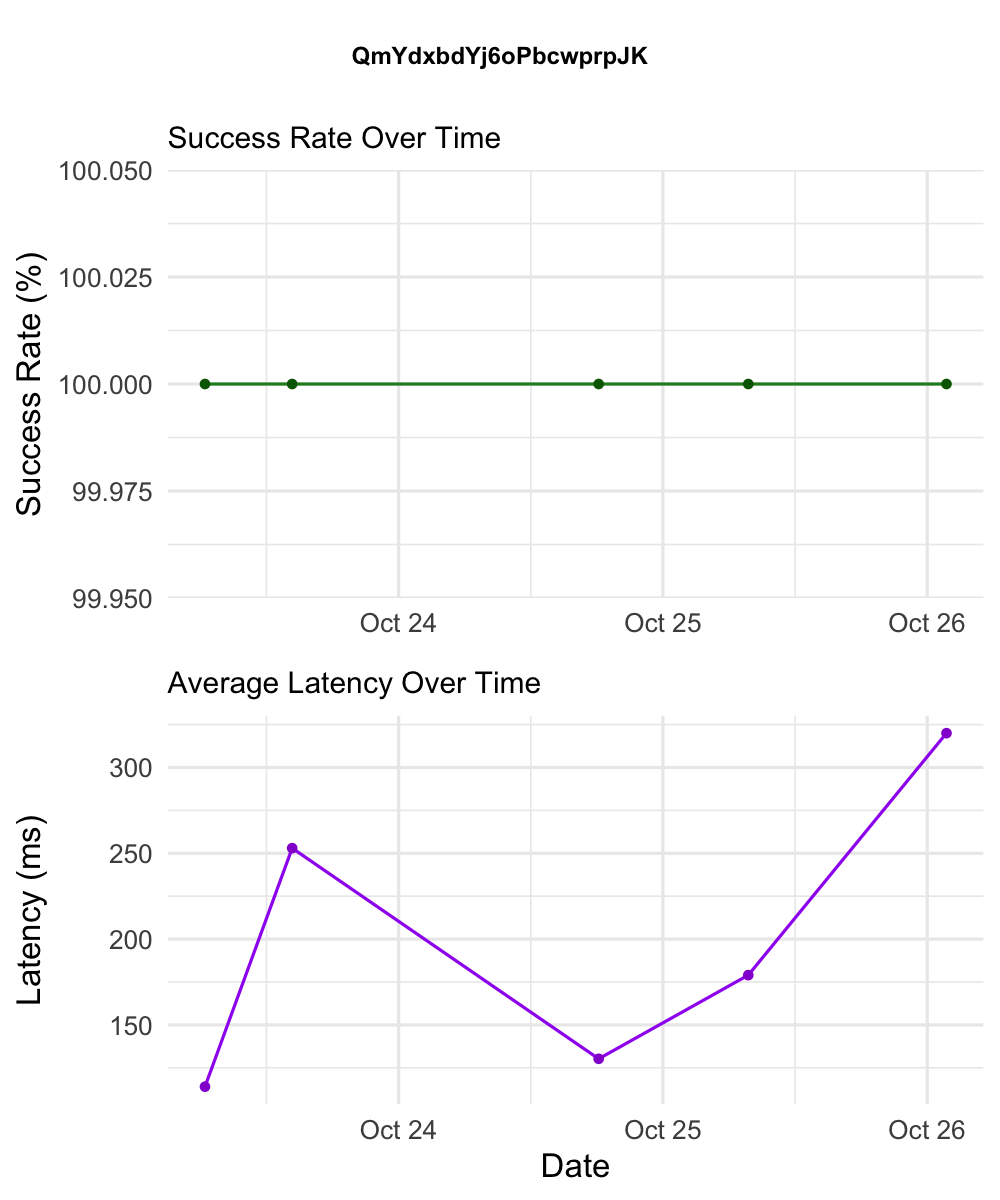 QmYdxbdYj6oPbcwprpJK
Success Rate Over Time
Success Rate (%)
100.050
100.025
100.000
99.975
99.950
Oct 24 Oct 25 Oct 26
Average Latency Over Time
Latency (ms)
300
250
200
150
Oct 24 Oct 25 Oct 26
Date